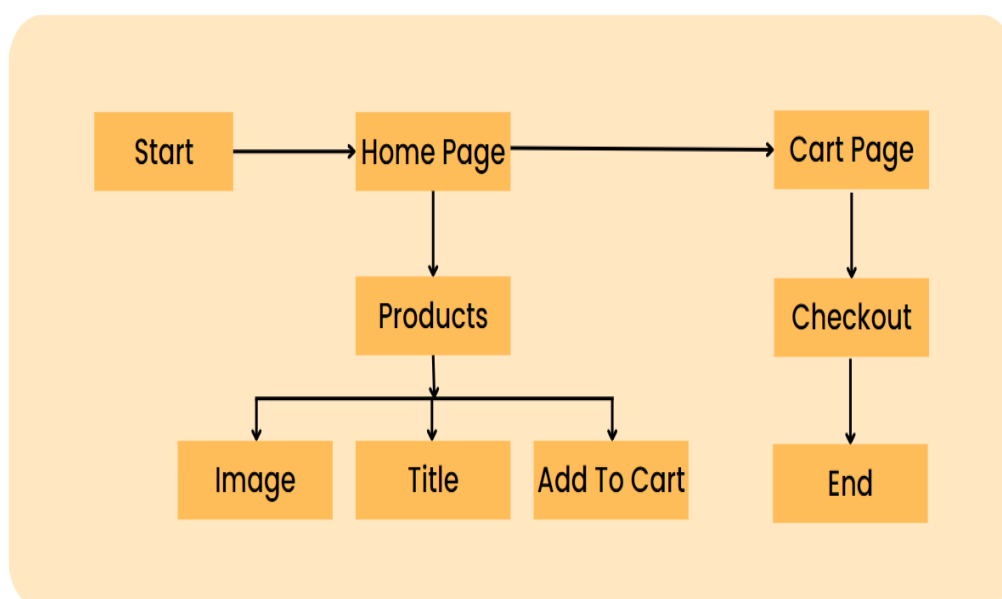 Start
Home Page
Cart Page
Products
Checkout
Image
Title
Add To Cart
End